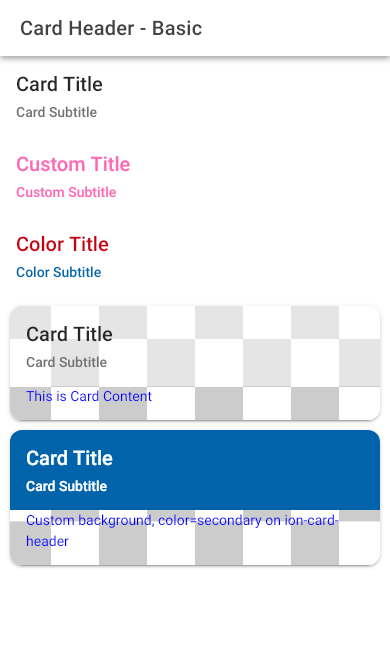 Card Header - Basic
Card Title
Card Subtitle
Custom Title
Custom Subtitle
Color Title
Color Subtitle
Card Title
Card Subtitle
This is Card Content
Card Title
Card Subtitle
Custom background, color=secondary on ion-card-
header